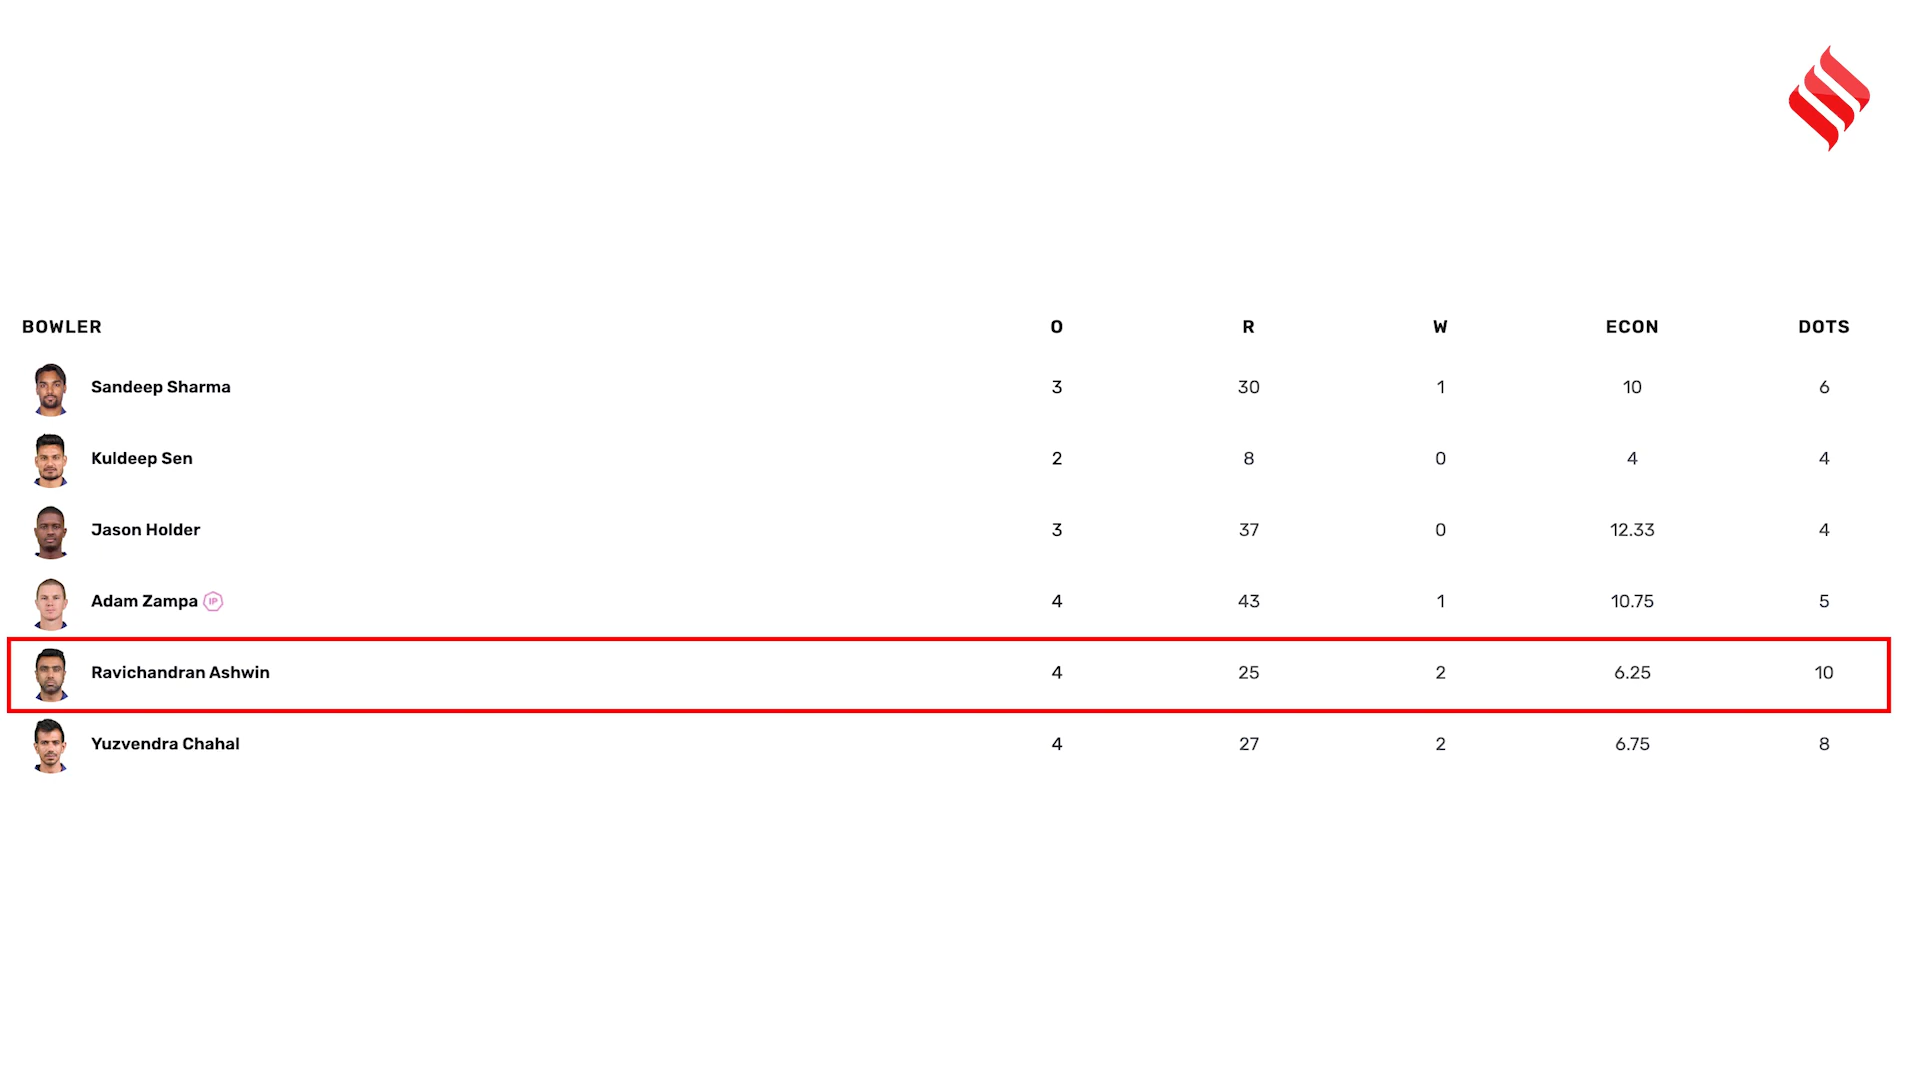 BOWLER O R W ECON DOTS
Sandeep Sharma 3 30 1 10 6
Kuldeep Sen 2 8 0 4 4
Jason Holder 3 37 0 12.33 4
Adam Zampa IP 4 43 1 10.75 5
Ravichandran Ashwin 4 25 2 6.25 10
Yuzvendra Chahal 4 27 2 6.75 8